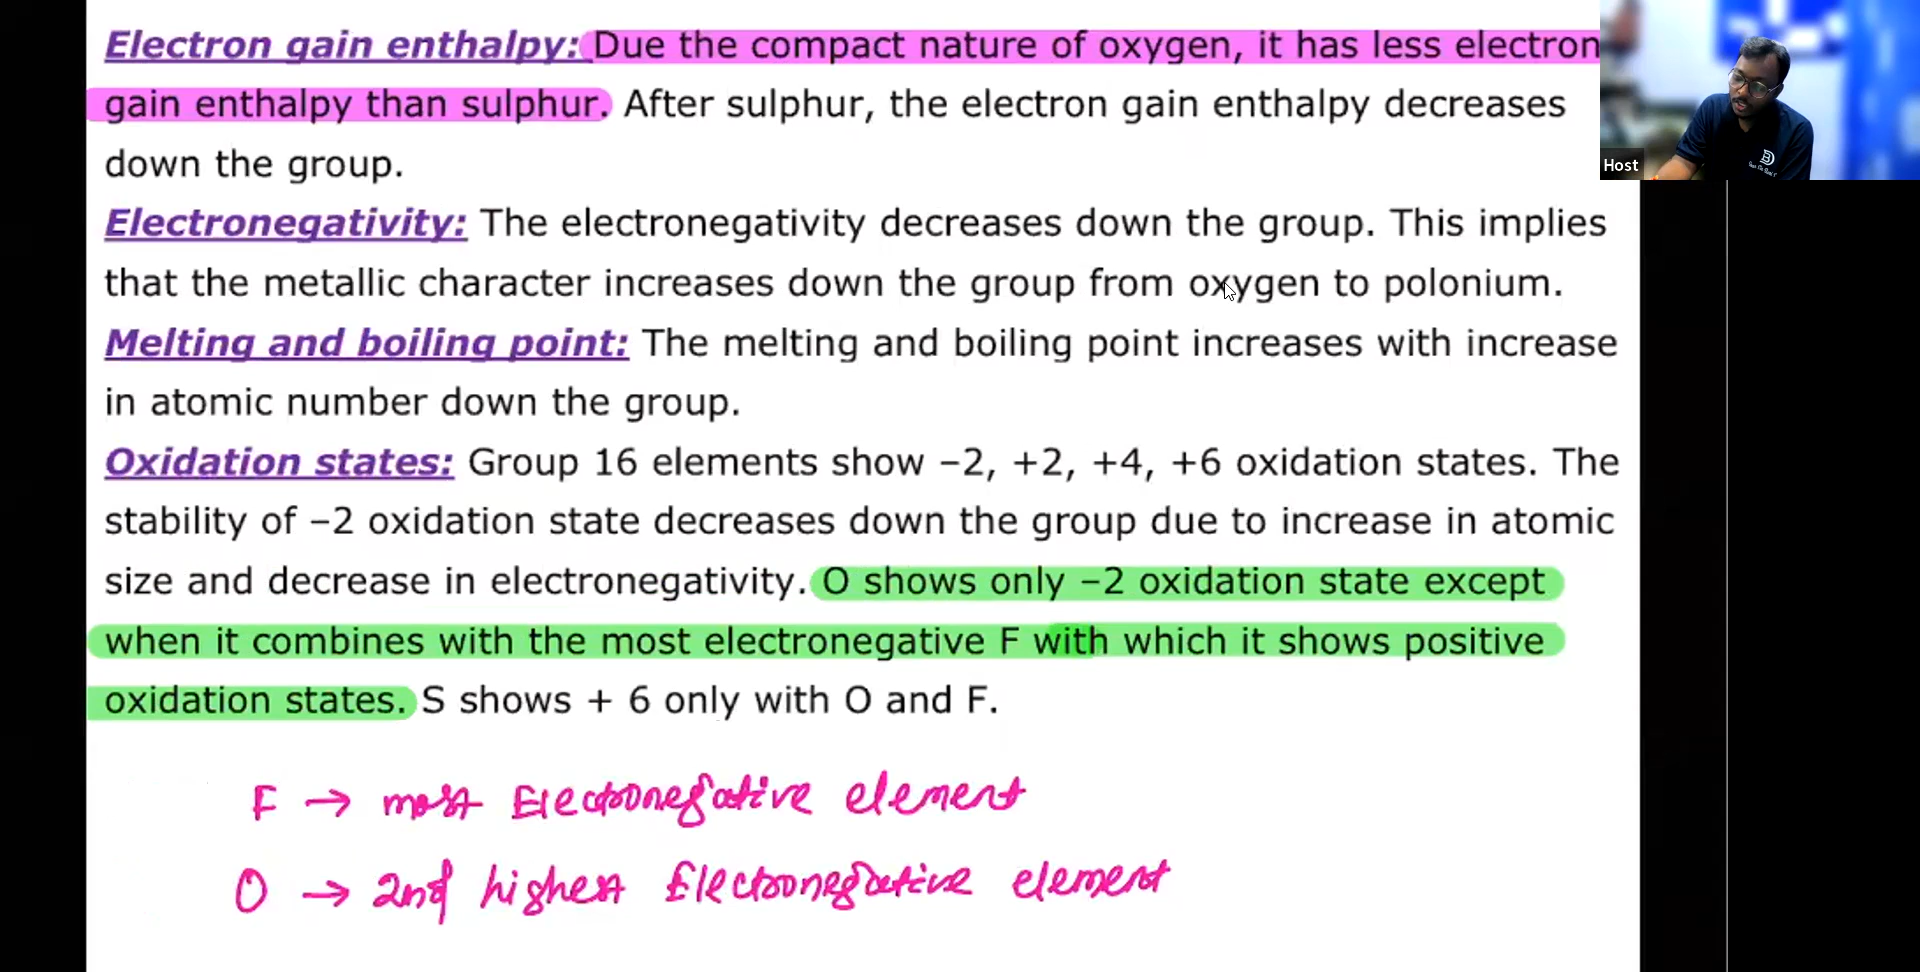 Electron gain enthalpy: Due the compact nature of oxygen, it has less electron
gain enthalpy than sulphur. After sulphur, the electron gain enthalpy decreases
down the group.
Host
Electronegativity: The electronegativity decreases down the group. This implies
that the metallic character increases down the group from oxygen to polonium.
Melting and boiling point: The melting and boiling point increases with increase
in atomic number down the group.
Oxidation states: Group 16 elements show –2, +2, +4, +6 oxidation states. The
stability of –2 oxidation state decreases down the group due to increase in atomic
size and decrease in electronegativity. O shows only –2 oxidation state except
when it combines with the most electronegative F with which it shows positive
oxidation states. S shows + 6 only with O and F.
F → most Electronegative element
O → 2nd highest Electronegative element